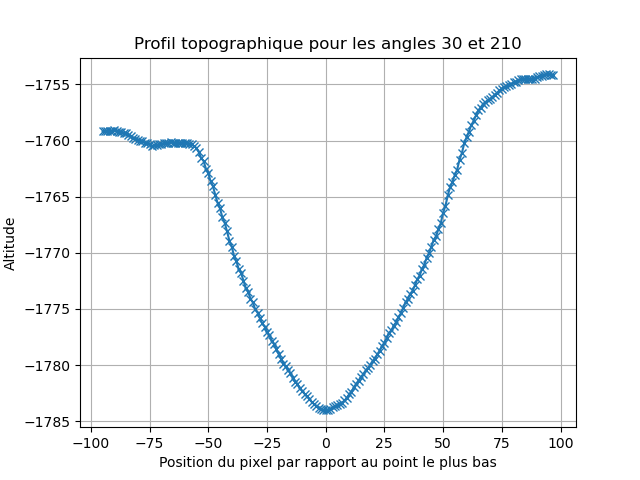 Profil topographique pour les angles 30 et 210
−1755
−1760
−1765
−1770
−1775
−1780
−1785
Altitude
−100 −75 −50 −25 0 25 50 75 100
Position du pixel par rapport au point le plus bas